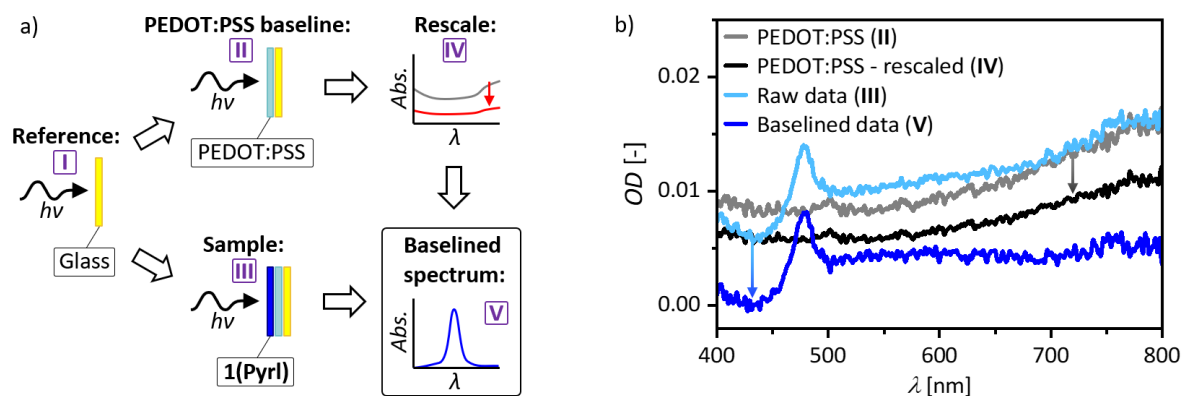 a)
PEDOT:PSS baseline:
II
hν
PEDOT:PSS
Rescale:
IV
Abs.
λ
Reference:
I
hν
Glass
Sample:
III
hν
1(Pyrl)
Baselined
spectrum:
V
Abs.
λ
b)
PEDOT:PSS (II)
PEDOT:PSS - rescaled (IV)
Raw data (III)
Baselined data (V)
OD [-]
0.02
0.01
0.00
400 500 600 700 800
λ [nm]